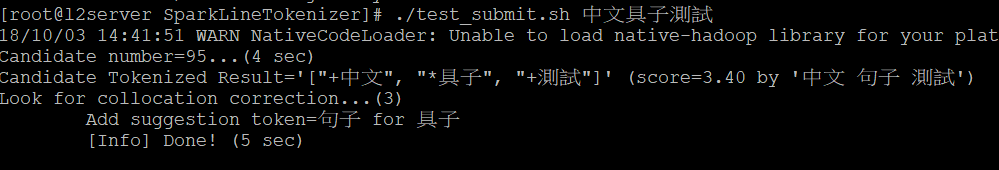 [root@l2server SparkLineTokenizer]# ./test_submit.sh 中文具子測試
18/10/03 14:41:51 WARN NativeCodeLoader: Unable to load native-hadoop library for your plat
Candidate number=95...(4 sec)
Candidate Tokenized Result='["+中文", "*具子", "+測試"]' (score=3.40 by '中文 句子 測試')
Look for collocation correction...(3)
Add suggestion token=句子 for 具子
[Info] Done! (5 sec)